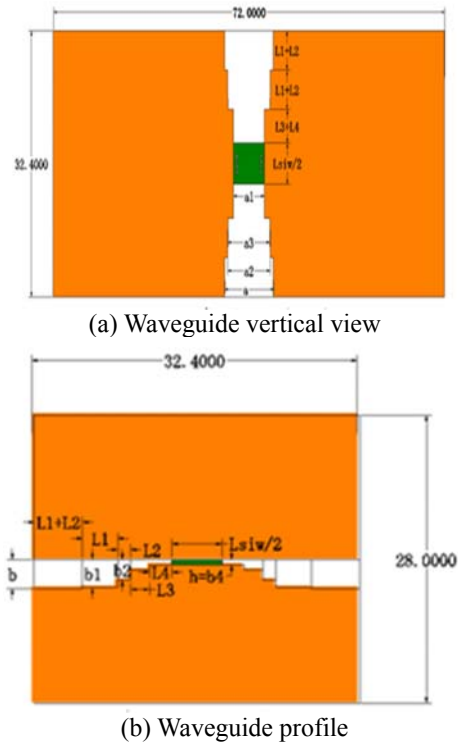 72.0000
L1+L2
L1+L2
L3+L4
32.4000
Lsiw/2
a1
a3
a2
a
(a) Waveguide vertical view
32.4000
L1+L2
L1
L2
Lsiw/2
28.0000
b
b1
b2
L4
h=b4
L3
(b) Waveguide profile